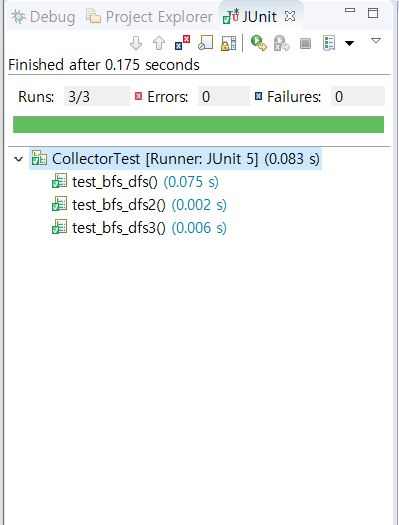 Debug Project Explorer JUnit
Finished after 0.175 seconds
Runs: 3/3 Errors: 0 Failures: 0
CollectorTest [Runner: JUnit 5] (0.083 s)
test_bfs_dfs() (0.075 s)
test_bfs_dfs2() (0.002 s)
test_bfs_dfs3() (0.006 s)